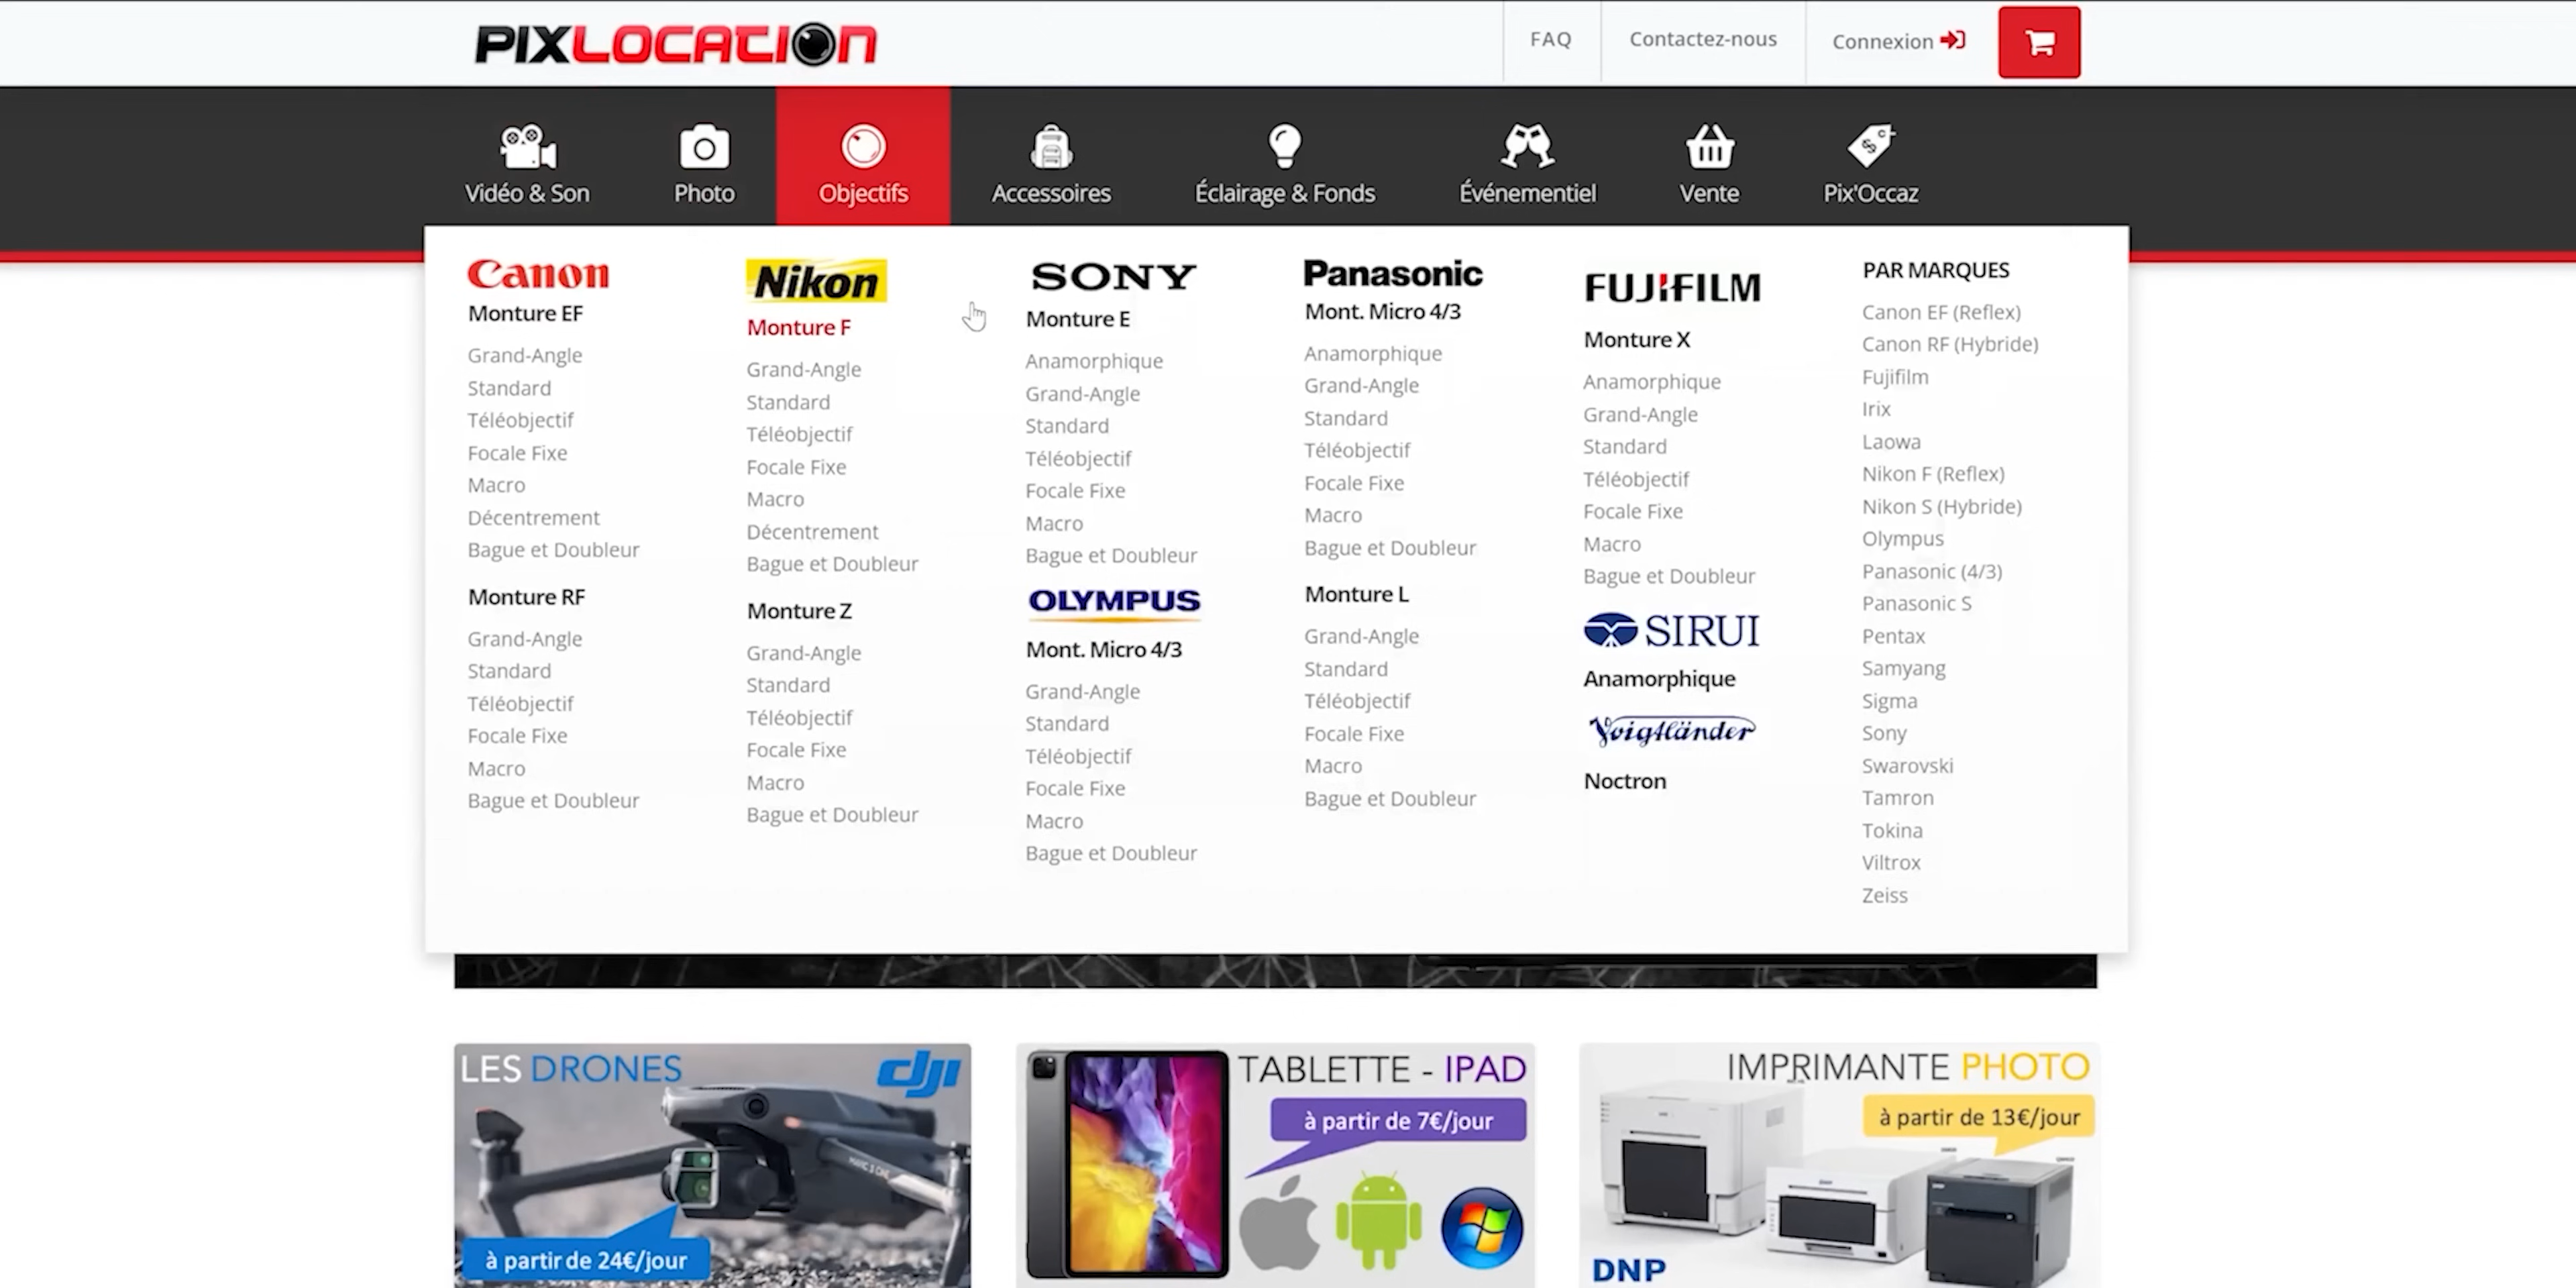 PIXLOCATION
FAQ
Contactez-nous
Connexion
Vidéo & Son
Photo
Objectifs
Accessoires
Éclairage & Fonds
Événementiel
Vente
Pix'Occaz
Canon
Monture EF
Grand-Angle
Standard
Téléobjectif
Focale Fixe
Macro
Décentrement
Bague et Doubleur
Monture RF
Grand-Angle
Standard
Téléobjectif
Focale Fixe
Macro
Bague et Doubleur
Nikon
Monture F
Grand-Angle
Standard
Téléobjectif
Focale Fixe
Macro
Décentrement
Bague et Doubleur
Monture Z
Grand-Angle
Standard
Téléobjectif
Focale Fixe
Macro
Bague et Doubleur
SONY
Monture E
Anamorphique
Grand-Angle
Standard
Téléobjectif
Focale Fixe
Macro
Bague et Doubleur
OLYMPUS
Mont. Micro 4/3
Grand-Angle
Standard
Téléobjectif
Focale Fixe
Macro
Bague et Doubleur
Panasonic
Mont. Micro 4/3
Anamorphique
Grand-Angle
Standard
Téléobjectif
Focale Fixe
Macro
Bague et Doubleur
Monture L
Grand-Angle
Standard
Téléobjectif
Focale Fixe
Macro
Bague et Doubleur
FUJIFILM
Monture X
Anamorphique
Grand-Angle
Standard
Téléobjectif
Focale Fixe
Macro
Bague et Doubleur
SIRUI
Anamorphique
Voigtländer
Noctron
PAR MARQUES
Canon EF (Reflex)
Canon RF (Hybride)
Fujifilm
Irix
Laowa
Nikon F (Reflex)
Nikon S (Hybride)
Olympus
Panasonic (4/3)
Panasonic S
Pentax
Samyang
Sigma
Sony
Swarovski
Tamron
Tokina
Viltrox
Zeiss
LES DRONES
dji
à partir de 24€/jour
TABLETTE - IPAD
à partir de 7€/jour
IMPRIMANTE PHOTO
à partir de 13€/jour
DNP